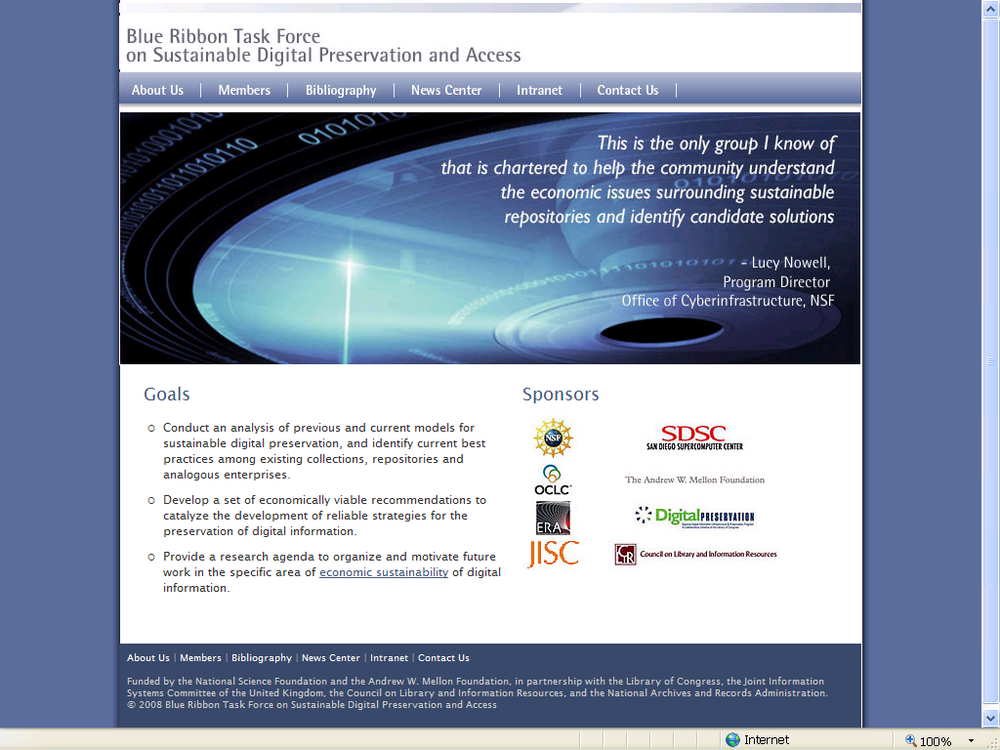 Blue Ribbon Task Force
on Sustainable Digital Preservation and Access
About Us | Members | Bibliography | News Center | Intranet | Contact Us |
0101010001010
01010010110
010101010
This is the only group I know of
that is chartered to help the community understand
the economic issues surrounding sustainable
repositories and identify candidate solutions
- Lucy Nowell,
Program Director
Office of Cyberinfrastructure, NSF
Goals
Conduct an analysis of previous and current models for
sustainable digital preservation, and identify current best
practices among existing collections, repositories and
analogous enterprises.
Develop a set of economically viable recommendations to
catalyze the development of reliable strategies for the
preservation of digital information.
Provide a research agenda to organize and motivate future
work in the specific area of economic sustainability of digital
information.
Sponsors
NSF
SDSC
SAN DIEGO SUPERCOMPUTER CENTER
OCLC
The Andrew W. Mellon Foundation
ERA
Digital PRESERVATION
JISC
CLIR Council on Library and Information Resources
About Us | Members | Bibliography | News Center | Intranet | Contact Us
Funded by the National Science Foundation and the Andrew W. Mellon Foundation, in partnership with the Library of Congress, the Joint Information
Systems Committee of the United Kingdom, the Council on Library and Information Resources, and the National Archives and Records Administration.
© 2008 Blue Ribbon Task Force on Sustainable Digital Preservation and Access
Internet
100%